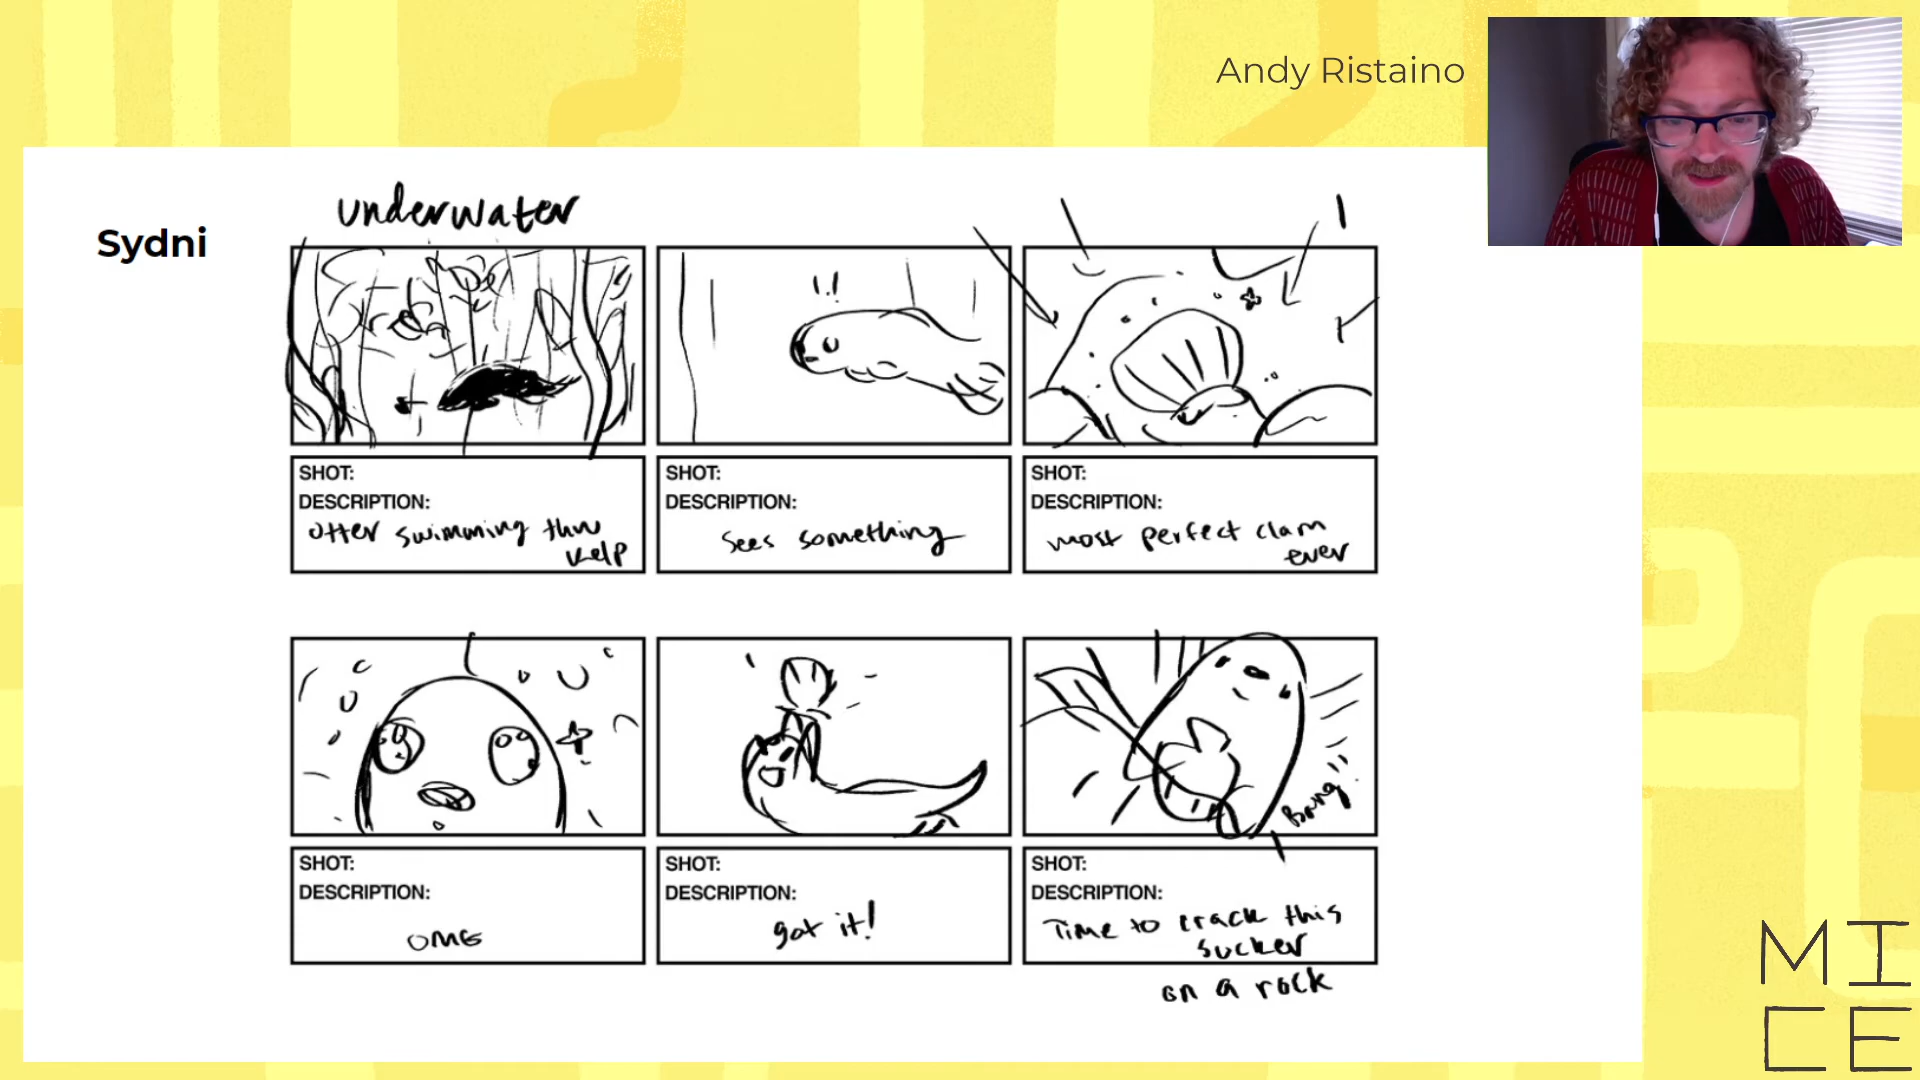 Andy Ristaino
Sydni
underwater
1
!!
SHOT:
DESCRIPTION:
otter swimming thru
kelp
SHOT:
DESCRIPTION:
sees something
SHOT:
DESCRIPTION:
most perfect clam
ever
Bang
SHOT:
DESCRIPTION:
OMG
SHOT:
DESCRIPTION:
got it!
SHOT:
DESCRIPTION:
Time to crack this
sucker
on a rock
MI
CE